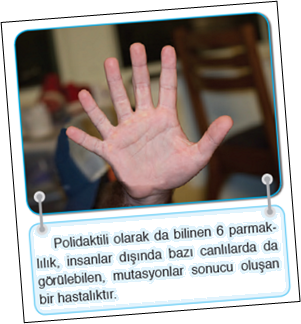 Polidaktili olarak da bilinen 6 parmak-
lılık, insanlar dışında bazı canlılarda da
görülebilen, mutasyonlar sonucu oluşan
bir hastalıktır.